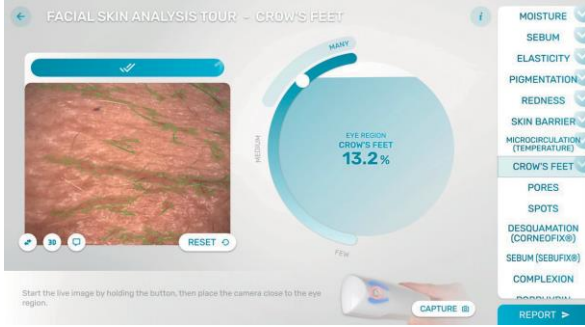 FACIAL SKIN ANALYSIS TOUR - CROW'S FEET
i
MANY
MEDIUM
FEW
EYE REGION
CROW'S FEET
13.2%
3D
RESET
Start the live image by holding the button, then place the camera close to the eye
region.
CAPTURE
MOISTURE
SEBUM
ELASTICITY
PIGMENTATION
REDNESS
SKIN BARRIER
MICROCIRCULATION
(TEMPERATURE)
CROW'S FEET
PORES
SPOTS
DESQUAMATION
(CORNEOFIX®)
SEBUM (SEBUFIX®)
COMPLEXION
REPORT